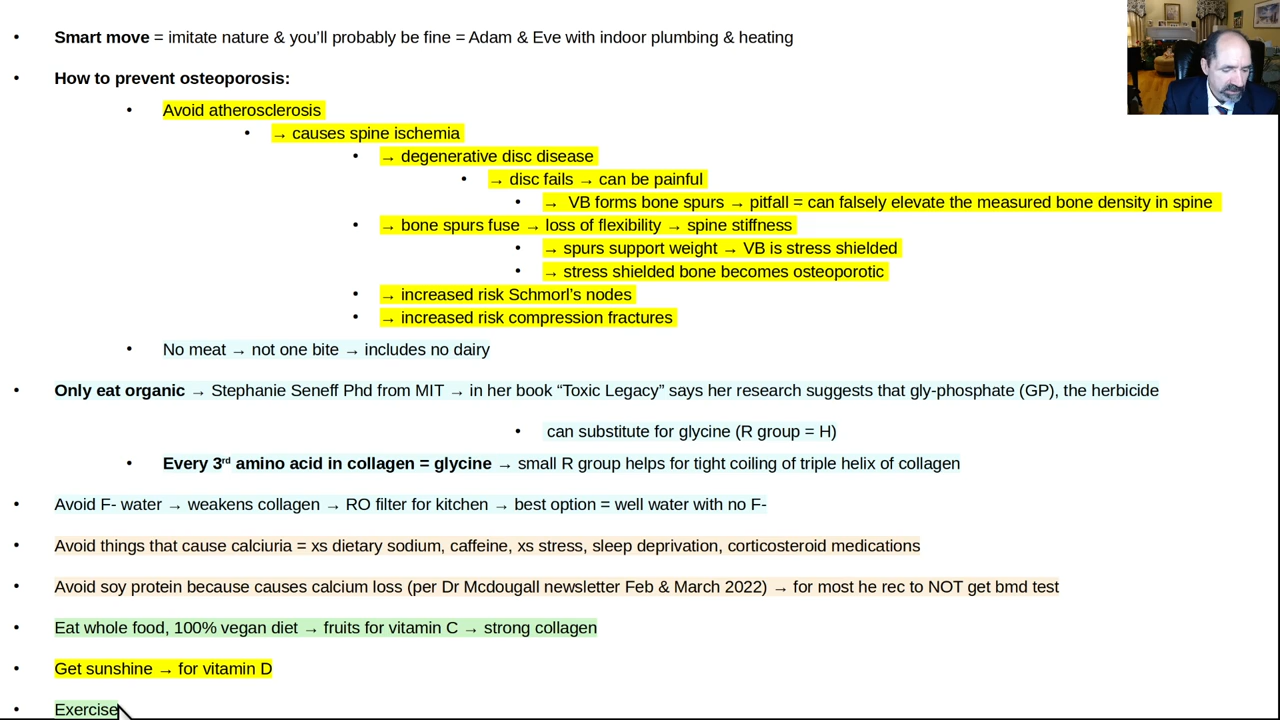 • Smart move = imitate nature & you’ll probably be fine = Adam & Eve with indoor plumbing & heating
• How to prevent osteoporosis:
• Avoid atherosclerosis
• → causes spine ischemia
• → degenerative disc disease
• → disc fails → can be painful
• → VB forms bone spurs → pitfall = can falsely elevate the measured bone density in spine
• → bone spurs fuse → loss of flexibility → spine stiffness
• → spurs support weight → VB is stress shielded
• → stress shielded bone becomes osteoporotic
• → increased risk Schmorl’s nodes
• → increased risk compression fractures
• No meat → not one bite → includes no dairy
• Only eat organic → Stephanie Seneff Phd from MIT → in her book “Toxic Legacy” says her research suggests that gly-phosphate (GP), the herbicide
• can substitute for glycine (R group = H)
• Every 3rd amino acid in collagen = glycine → small R group helps for tight coiling of triple helix of collagen
• Avoid F- water → weakens collagen → RO filter for kitchen → best option = well water with no F-
• Avoid things that cause calciuria = xs dietary sodium, caffeine, xs stress, sleep deprivation, corticosteroid medications
• Avoid soy protein because causes calcium loss (per Dr Mcdougall newsletter Feb & March 2022) → for most he rec to NOT get bmd test
• Eat whole food, 100% vegan diet → fruits for vitamin C → strong collagen
• Get sunshine → for vitamin D
• Exercise